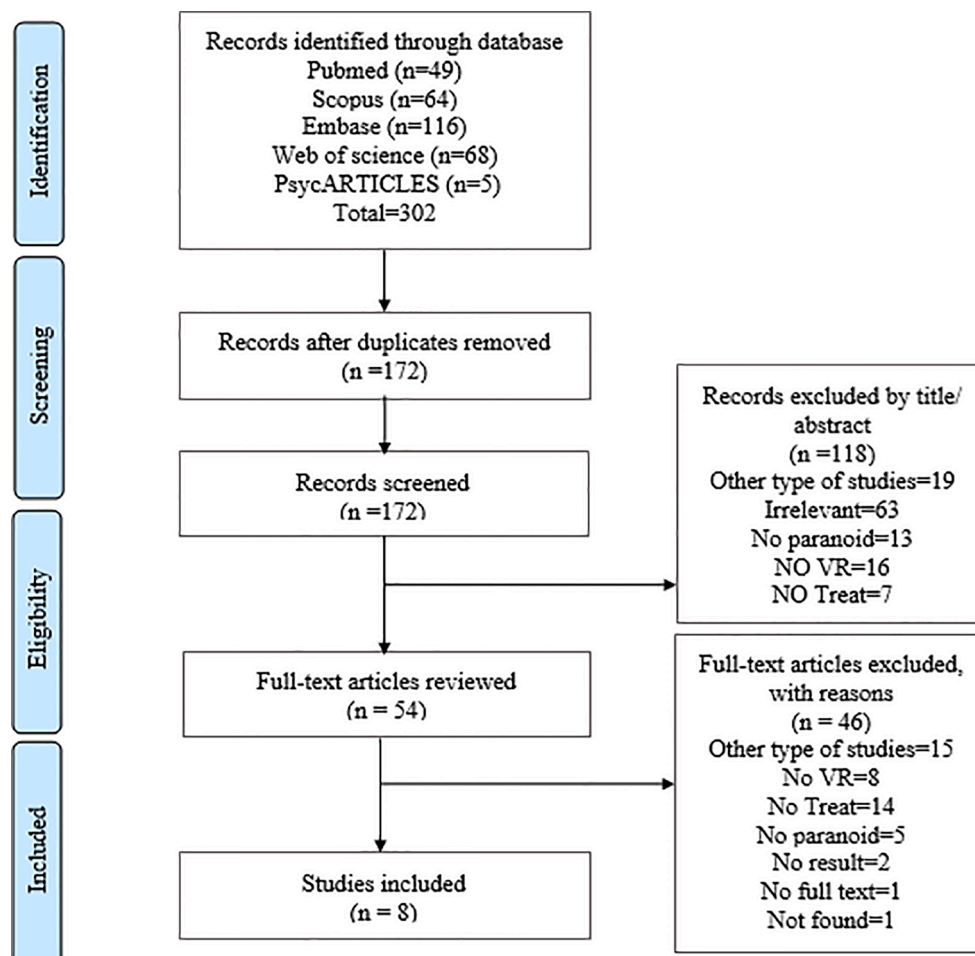 Identification
Records identified through database
Pubmed (n=49)
Scopus (n=64)
Embase (n=116)
Web of science (n=68)
PsycARTICLES (n=5)
Total=302
Screening
Records after duplicates removed
(n =172)
Records screened
(n =172)
Records excluded by title/
abstract
(n =118)
Other type of studies=19
Irrelevant=63
No paranoid=13
NO VR=16
NO Treat=7
Eligibility
Full-text articles reviewed
(n = 54)
Full-text articles excluded,
with reasons
(n = 46)
Other type of studies=15
No VR=8
No Treat=14
No paranoid=5
No result=2
No full text=1
Not found=1
Included
Studies included
(n = 8)